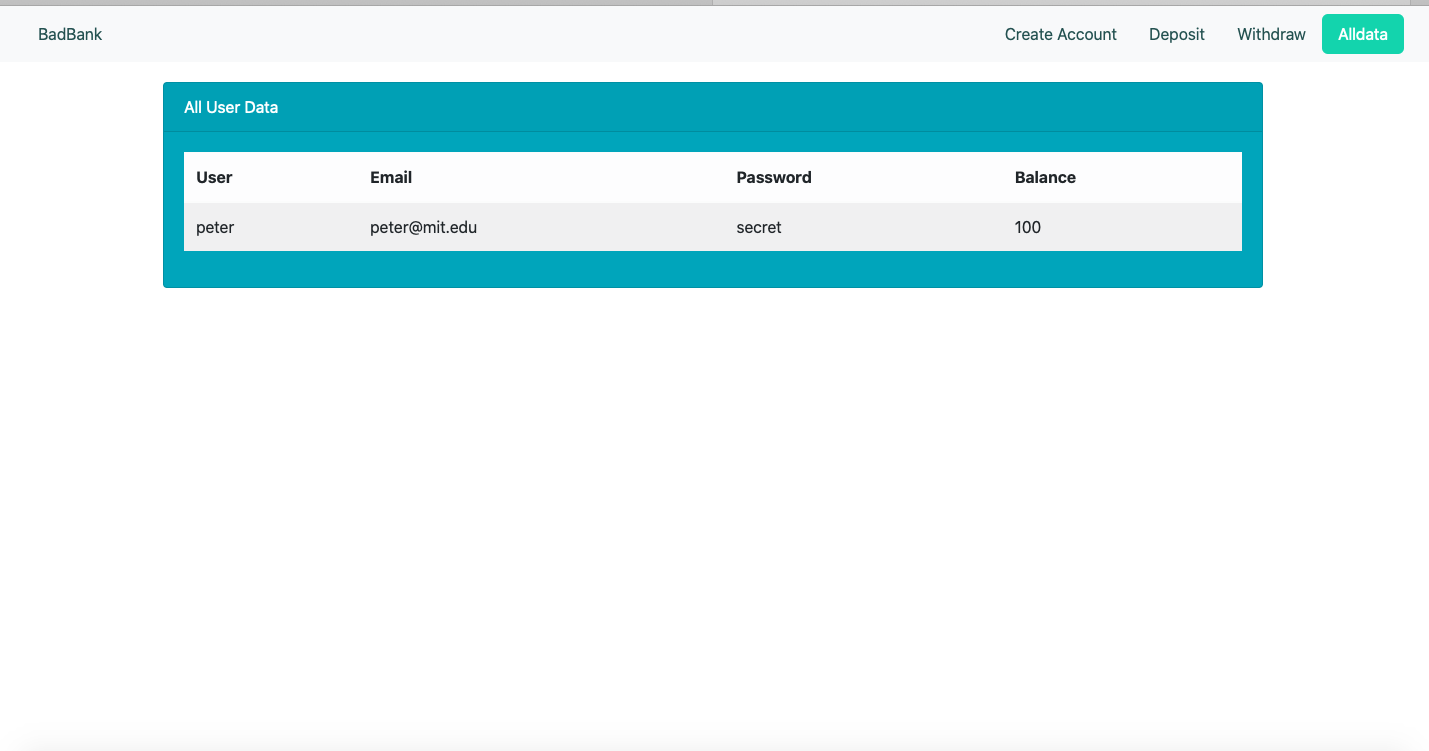 BadBank Create Account Deposit Withdraw Alldata
All User Data
User Email Password Balance
peter peter@mit.edu secret 100